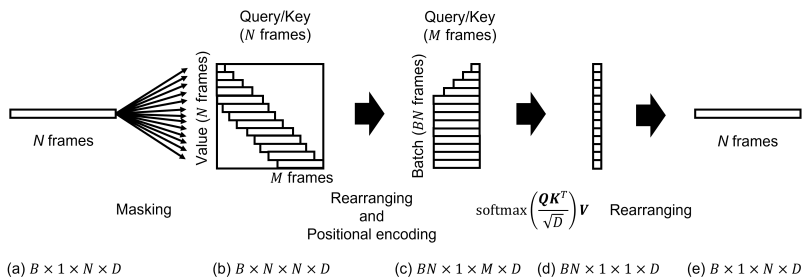 Query/Key
(N frames)
Query/Key
(M frames)
Value (N frames)
Batch (BN frames)
N frames
M frames
N frames
Masking
Rearranging
and
Positional encoding
softmax(QK^T/√D)V
Rearranging
(a) B × 1 × N × D
(b) B × N × N × D
(c) BN × 1 × M × D
(d) BN × 1 × 1 × D
(e) B × 1 × N × D